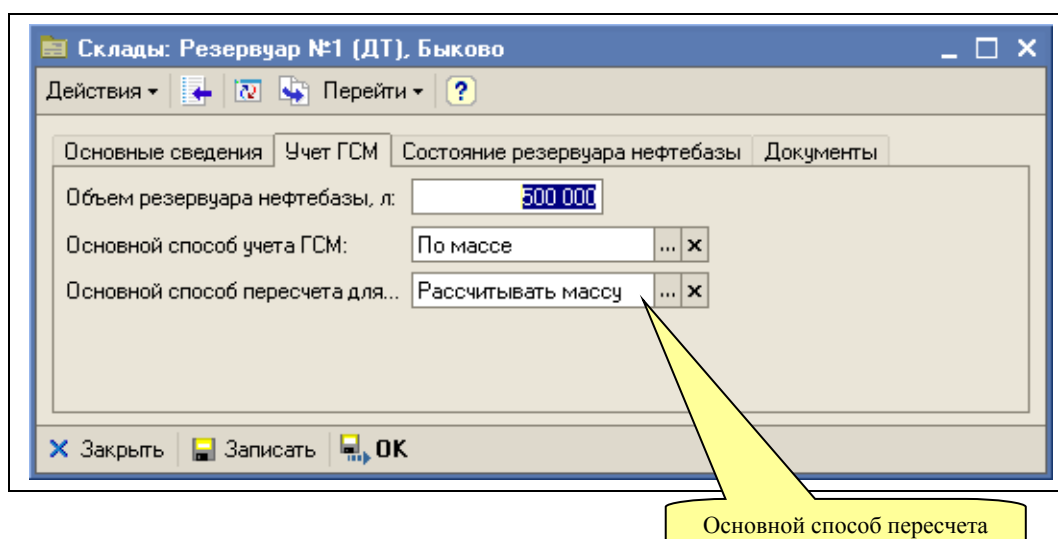 Склады: Резервуар №1 (ДТ), Быково
Действия Перейти ?
Основные сведения Учет ГСМ Состояние резервуара нефтебазы Документы
Объем резервуара нефтебазы, л: 500 000
Основной способ учета ГСМ: По массе ... x
Основной способ пересчета для... Рассчитывать массу ... x
Закрыть Записать OK
Основной способ пересчета